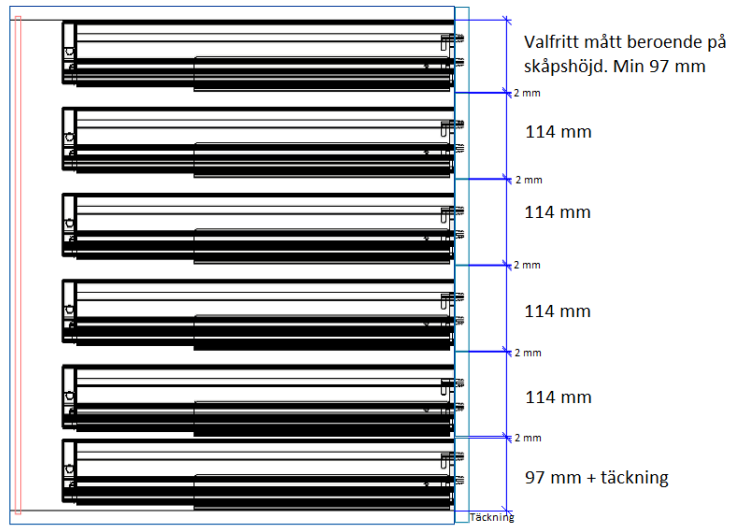 Valfritt mått beroende på
skåpshöjd. Min 97 mm
2 mm
114 mm
2 mm
114 mm
2 mm
114 mm
2 mm
114 mm
2 mm
97 mm + täckning
Täckning